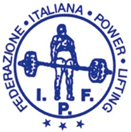 FEDERAZIONE · ITALIANA · POWER · LIFTING
I. P. F.